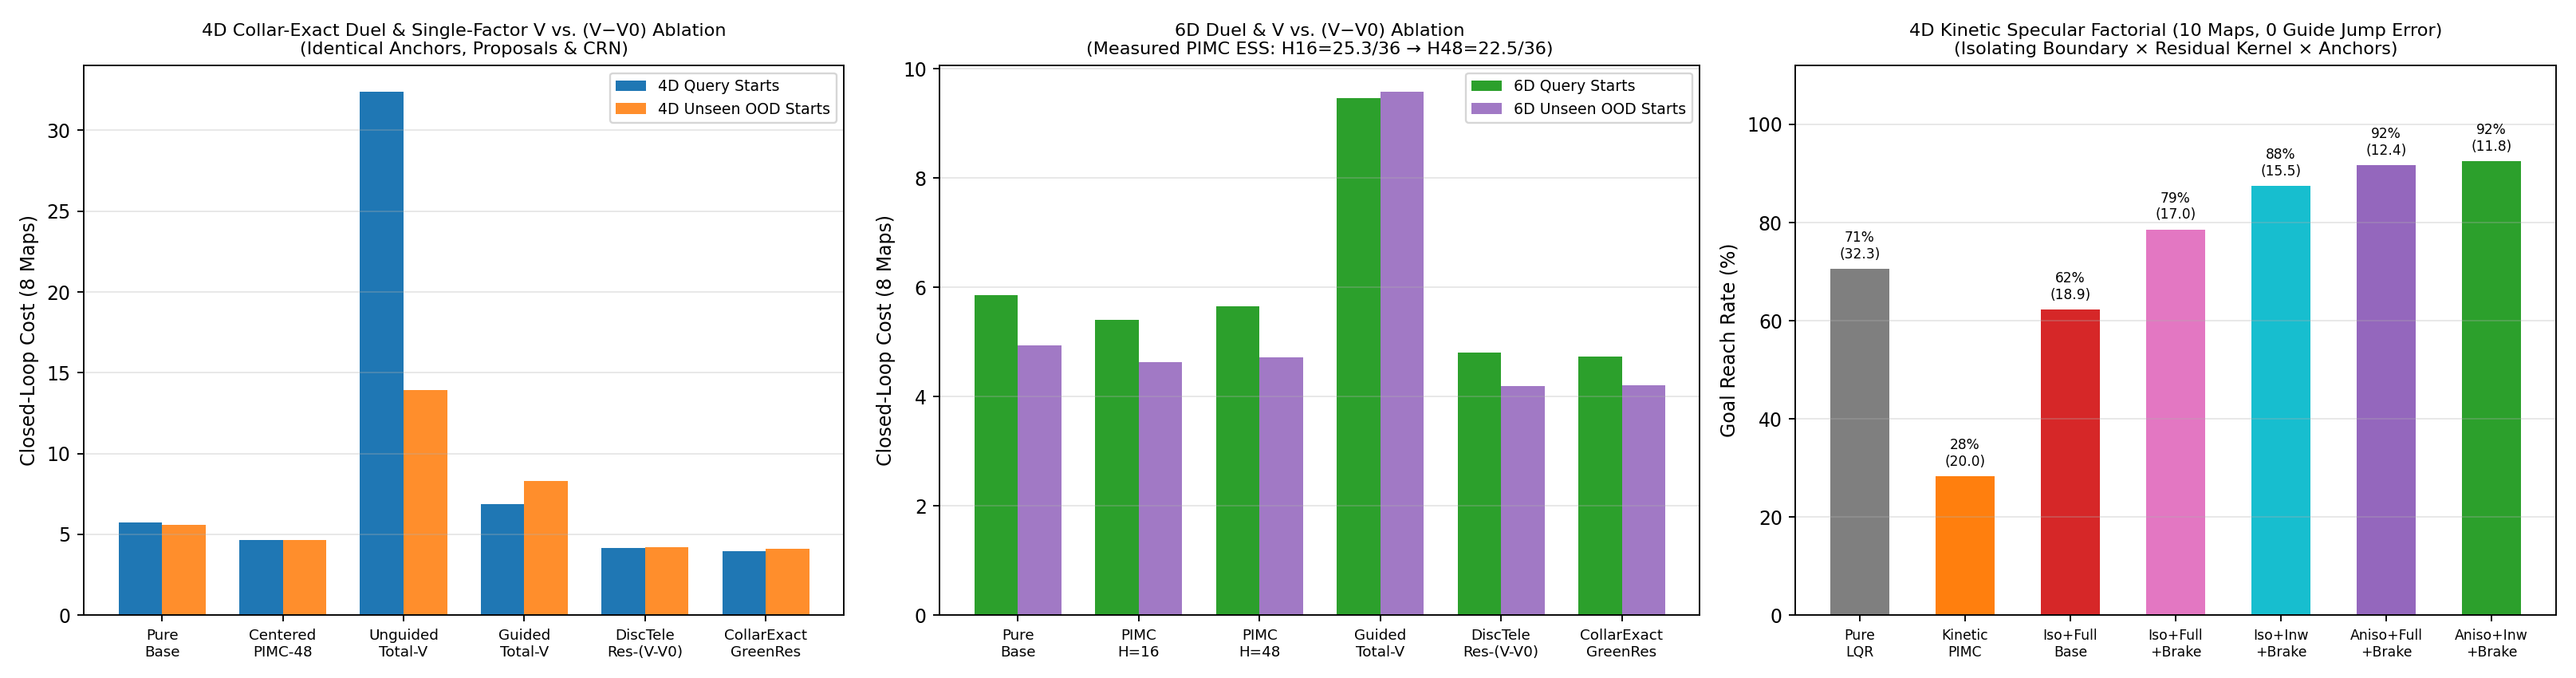 4D Collar-Exact Duel & Single-Factor V vs. (V−V0) Ablation
(Identical Anchors, Proposals & CRN)
Closed-Loop Cost (8 Maps)
30
25
20
15
10
5
0
4D Query Starts
4D Unseen OOD Starts
Pure
Base
Centered
PIMC-48
Unguided
Total-V
Guided
Total-V
DiscTele
Res-(V-V0)
CollarExact
GreenRes
6D Duel & V vs. (V−V0) Ablation
(Measured PIMC ESS: H16=25.3/36 → H48=22.5/36)
Closed-Loop Cost (8 Maps)
10
8
6
4
2
0
6D Query Starts
6D Unseen OOD Starts
Pure
Base
PIMC
H=16
PIMC
H=48
Guided
Total-V
DiscTele
Res-(V-V0)
CollarExact
GreenRes
4D Kinetic Specular Factorial (10 Maps, 0 Guide Jump Error)
(Isolating Boundary × Residual Kernel × Anchors)
Goal Reach Rate (%)
100
80
60
40
20
0
71%
(32.3)
28%
(20.0)
62%
(18.9)
79%
(17.0)
88%
(15.5)
92%
(12.4)
92%
(11.8)
Pure
LQR
Kinetic
PIMC
Iso+Full
Base
Iso+Full
+Brake
Iso+Inw
+Brake
Aniso+Full
+Brake
Aniso+Inw
+Brake